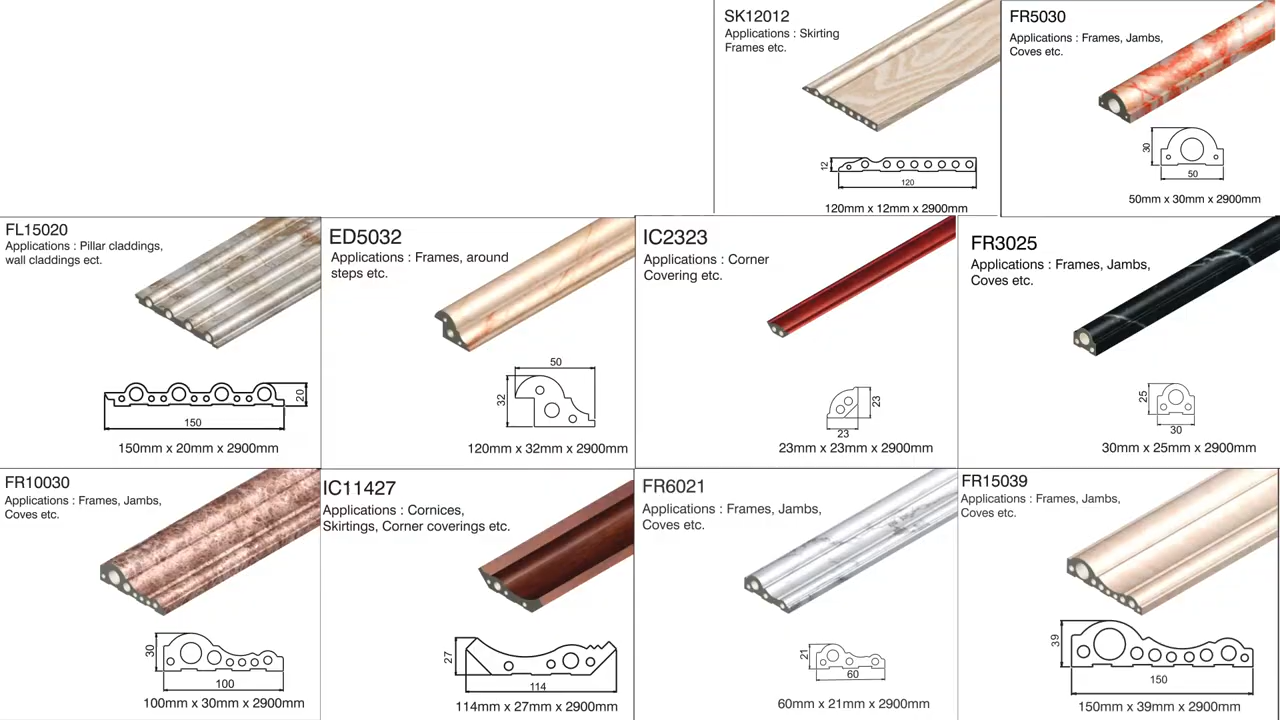 SK12012
Applications : Skirting
Frames etc.
12
120
120mm x 12mm x 2900mm
FR5030
Applications : Frames, Jambs,
Coves etc.
30
50
50mm x 30mm x 2900mm
FL15020
Applications : Pillar claddings,
wall claddings ect.
20
150
150mm x 20mm x 2900mm
ED5032
Applications : Frames, around
steps etc.
50
32
120mm x 32mm x 2900mm
IC2323
Applications : Corner
Covering etc.
23
23
23mm x 23mm x 2900mm
FR3025
Applications : Frames, Jambs,
Coves etc.
25
30
30mm x 25mm x 2900mm
FR10030
Applications : Frames, Jambs,
Coves etc.
30
100
100mm x 30mm x 2900mm
IC11427
Applications : Cornices,
Skirtings, Corner coverings etc.
27
114
114mm x 27mm x 2900mm
FR6021
Applications : Frames, Jambs,
Coves etc.
21
60
60mm x 21mm x 2900mm
FR15039
Applications : Frames, Jambs,
Coves etc.
39
150
150mm x 39mm x 2900mm